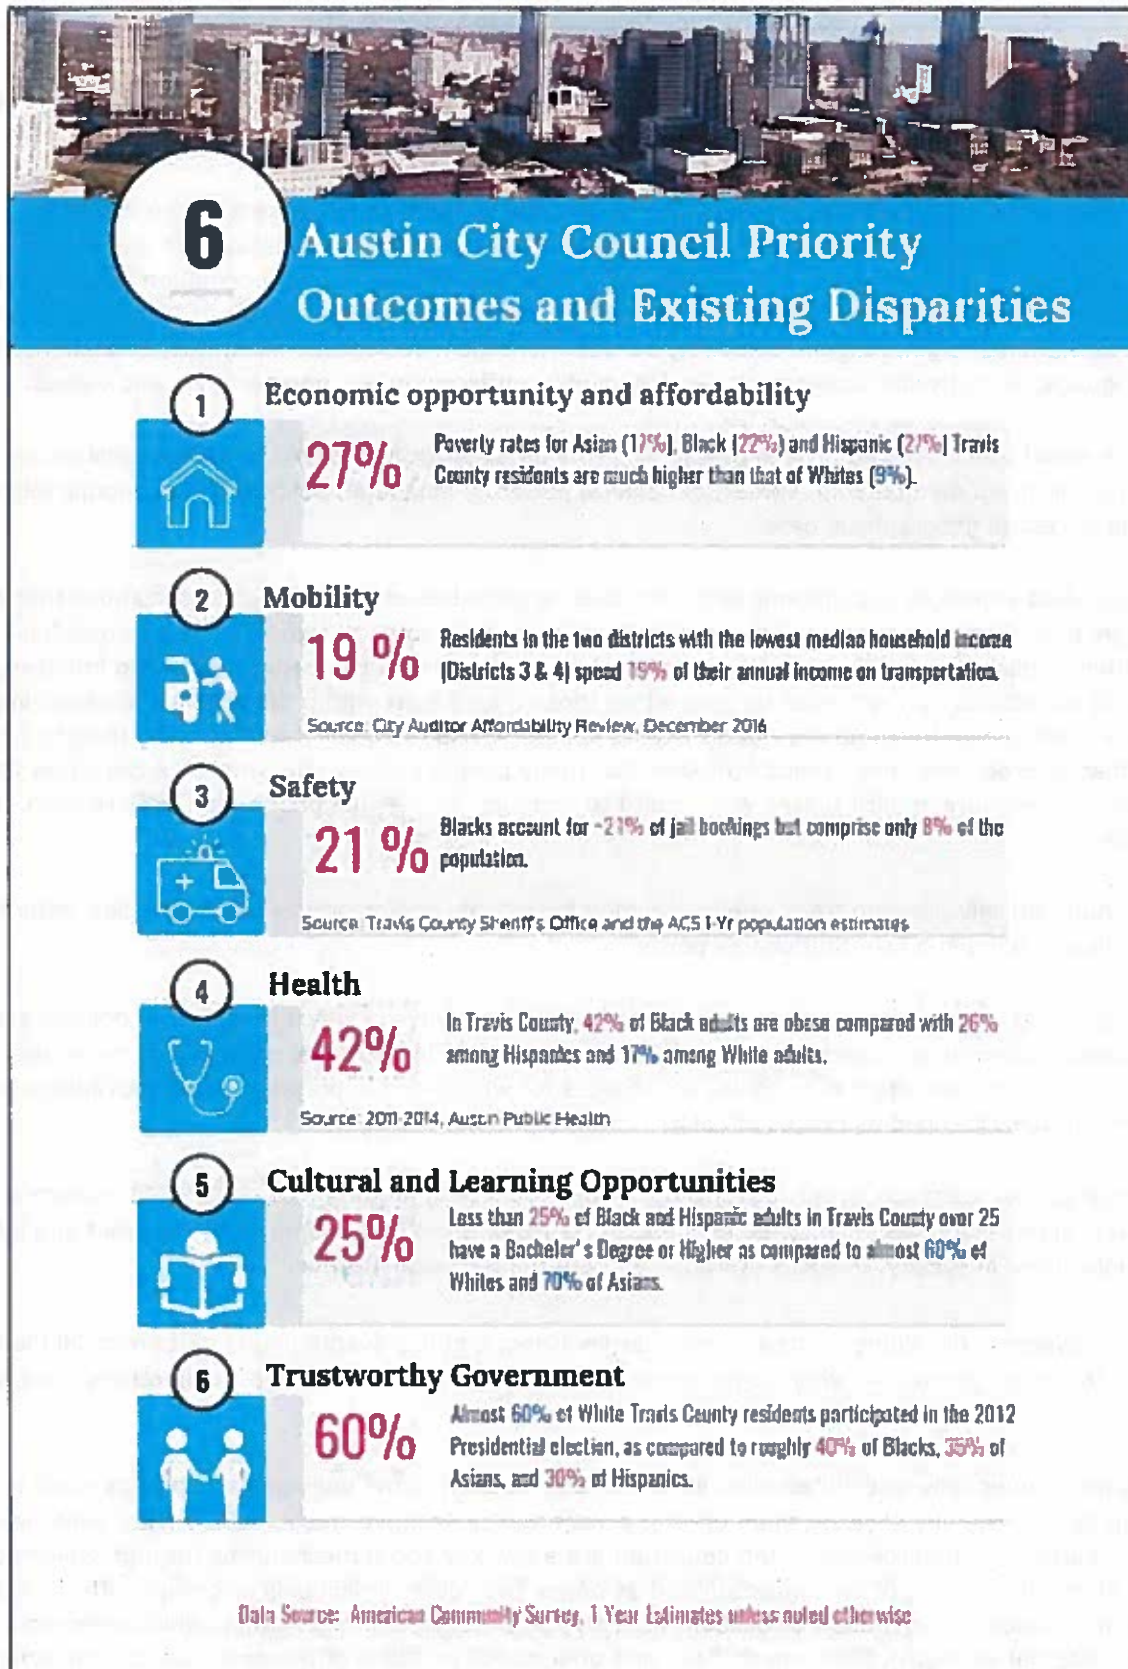 6
Austin City Council Priority
Outcomes and Existing Disparities
1
Economic opportunity and affordability
27%
Poverty rates for Asian (17%), Black (22%) and Hispanic (27%) Travis
County residents are much higher than that of Whites (9%).
2
Mobility
19 %
Residents in the two districts with the lowest median household income
(Districts 3 & 4) spend 19% of their annual income on transportation.
Source: City Auditor Affordability Review, December 2016
3
Safety
21 %
Blacks account for ~21% of jail bookings but comprise only 8% of the
population.
Source: Travis County Sheriff's Office and the ACS 1-Yr population estimates
4
Health
42%
In Travis County, 42% of Black adults are obese compared with 26%
among Hispanics and 17% among White adults.
Source: 2011-2014, Austin Public Health
5
Cultural and Learning Opportunities
25%
Less than 25% of Black and Hispanic adults in Travis County over 25
have a Bachelor's Degree or Higher as compared to almost 60% of
Whites and 70% of Asians.
6
Trustworthy Government
60%
Almost 60% of White Travis County residents participated in the 2012
Presidential election, as compared to roughly 40% of Blacks, 35% of
Asians, and 30% of Hispanics.
Data Source: American Community Survey, 1 Year Estimates unless noted otherwise